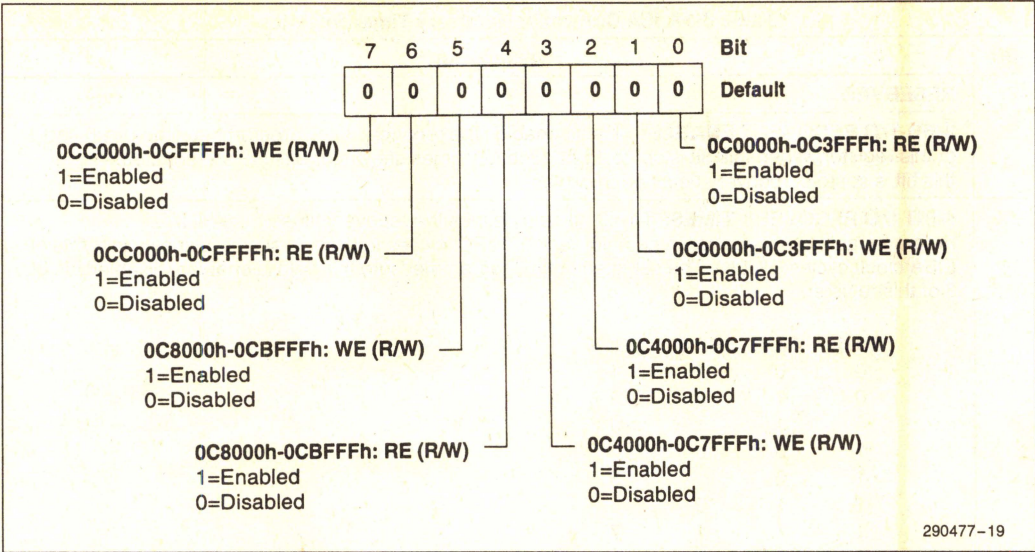 7 6 5 4 3 2 1 0 Bit
0 0 0 0 0 0 0 0 Default
0CC000h-0CFFFFh: WE (R/W)
1=Enabled
0=Disabled
0CC000h-0CFFFFh: RE (R/W)
1=Enabled
0=Disabled
0C8000h-0CBFFFh: WE (R/W)
1=Enabled
0=Disabled
0C8000h-0CBFFFh: RE (R/W)
1=Enabled
0=Disabled
0C0000h-0C3FFFh: RE (R/W)
1=Enabled
0=Disabled
0C0000h-0C3FFFh: WE (R/W)
1=Enabled
0=Disabled
0C4000h-0C7FFFh: RE (R/W)
1=Enabled
0=Disabled
0C4000h-0C7FFFh: WE (R/W)
1=Enabled
0=Disabled
290477-19